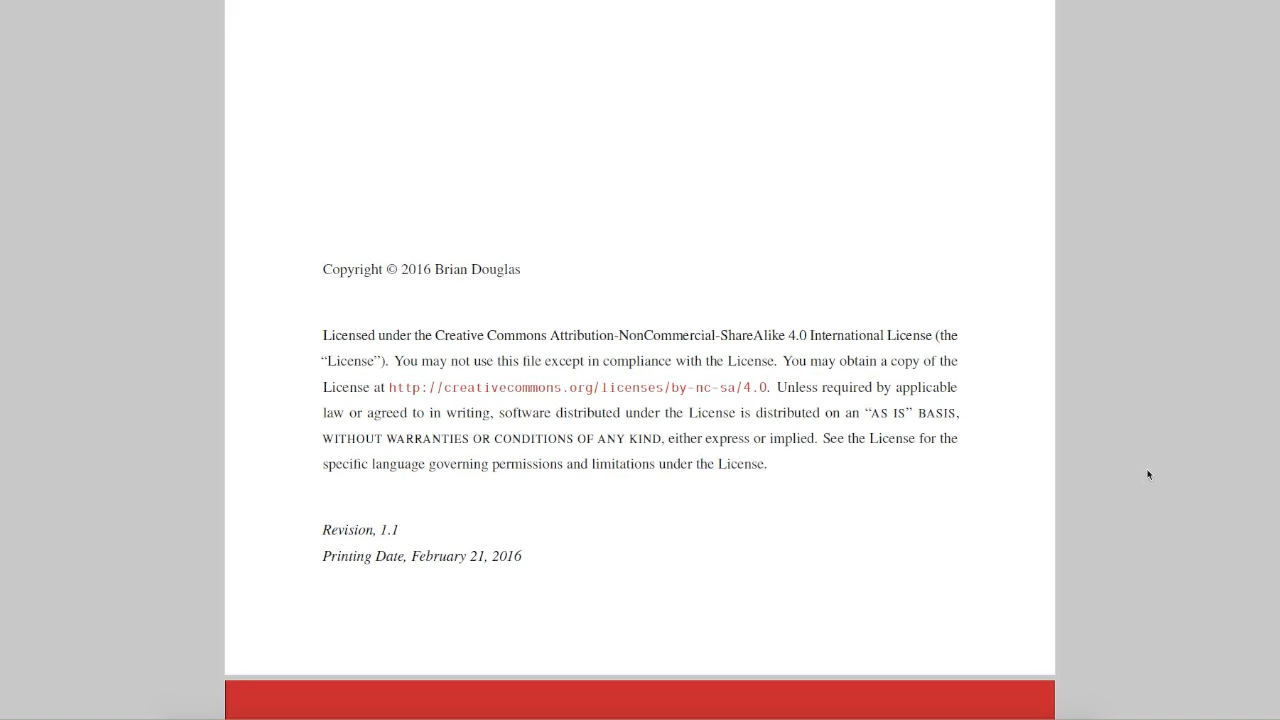 Copyright © 2016 Brian Douglas
Licensed under the Creative Commons Attribution-NonCommercial-ShareAlike 4.0 International License (the
“License”). You may not use this file except in compliance with the License. You may obtain a copy of the
License at http://creativecommons.org/licenses/by-nc-sa/4.0. Unless required by applicable
law or agreed to in writing, software distributed under the License is distributed on an “AS IS” BASIS,
WITHOUT WARRANTIES OR CONDITIONS OF ANY KIND, either express or implied. See the License for the
specific language governing permissions and limitations under the License.
Revision, 1.1
Printing Date, February 21, 2016